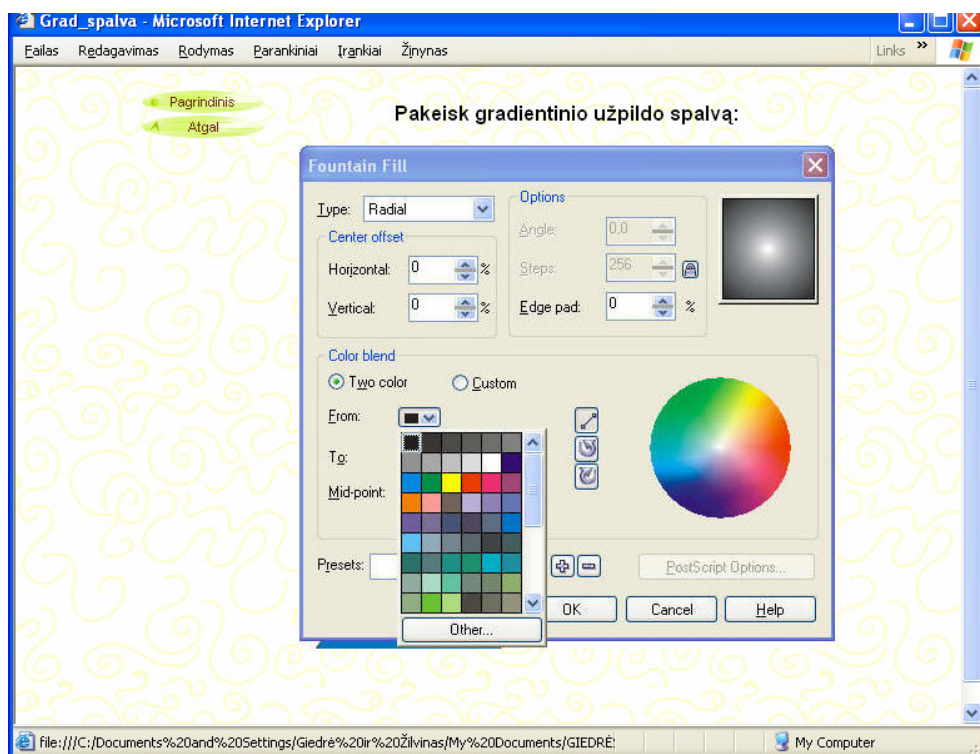 Grad_spalva - Microsoft Internet Explorer
Failas Redagavimas Rodymas Parankiniai Įrankiai Žinynas Links »
Pagrindinis
Atgal
Pakeisk gradientinio užpildo spalvą:
Fountain Fill
Type: Radial
Options
Angle: 0,0
Center offset
Horizontal: 0 %
Steps: 256
Vertical: 0 %
Edge pad: 0 %
Color blend
Two color Custom
From:
To:
Mid-point:
Presets:
PostScript Options...
OK Cancel Help
Other...
file:///C:/Documents%20and%20Settings/Giedrė%20ir%20Žilvinas/My%20Documents/GIEDRĖ: My Computer